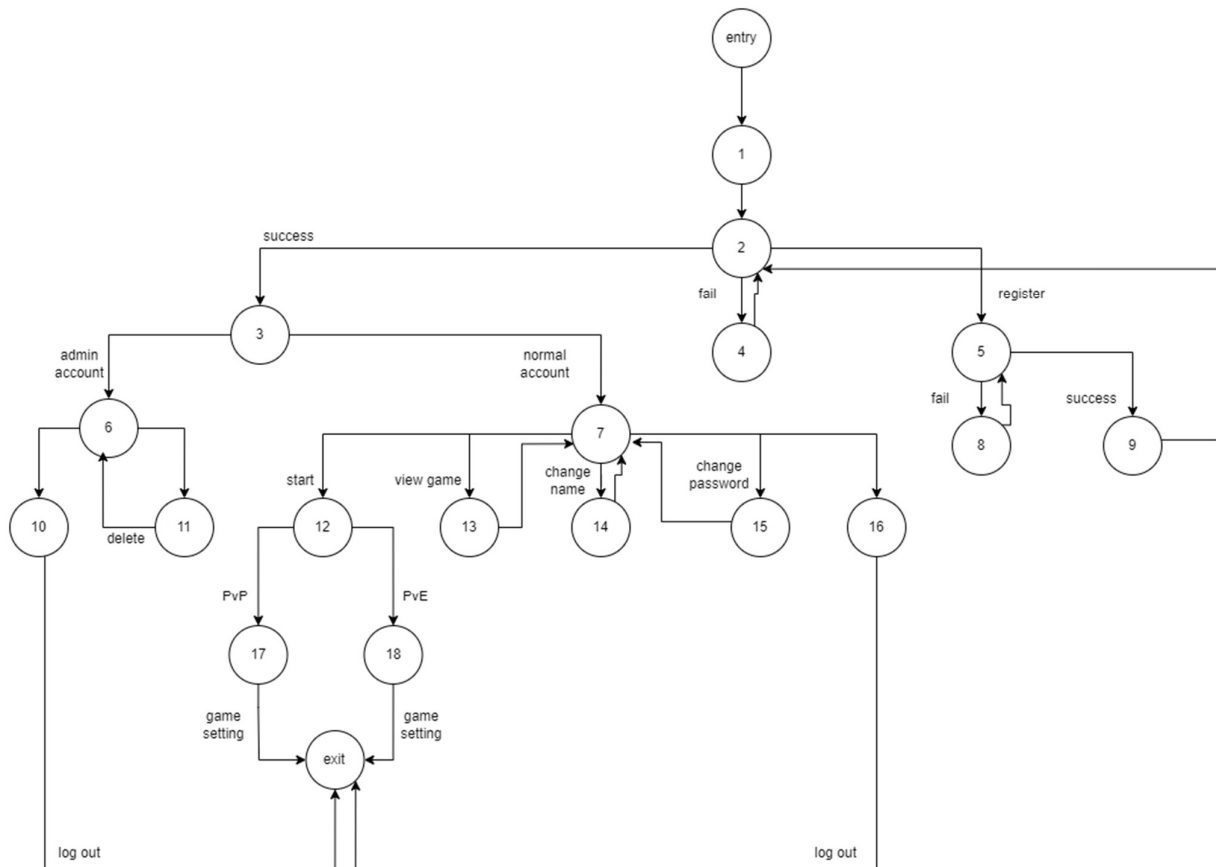 entry
1
success
2
fail
register
3
4
5
admin
account
normal
account
fail
success
6
7
8
9
start
view game
change
name
change
password
10
delete
11
12
13
14
15
16
PvP
PvE
17
18
game
setting
game
setting
exit
log out
log out